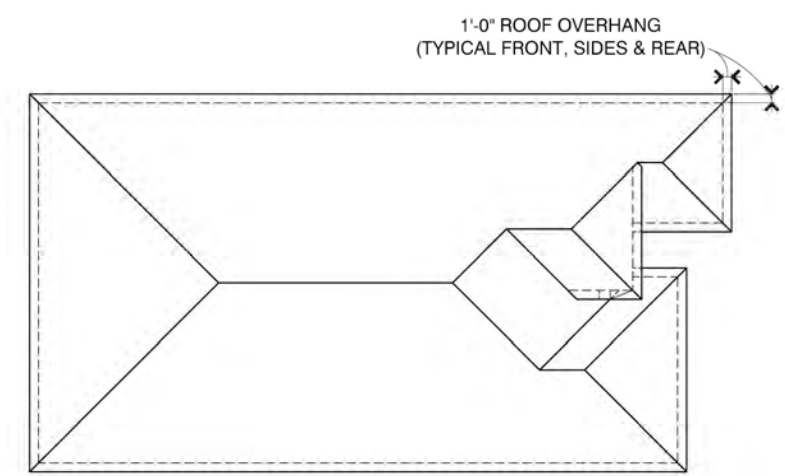 1'-0" ROOF OVERHANG
(TYPICAL FRONT, SIDES & REAR)